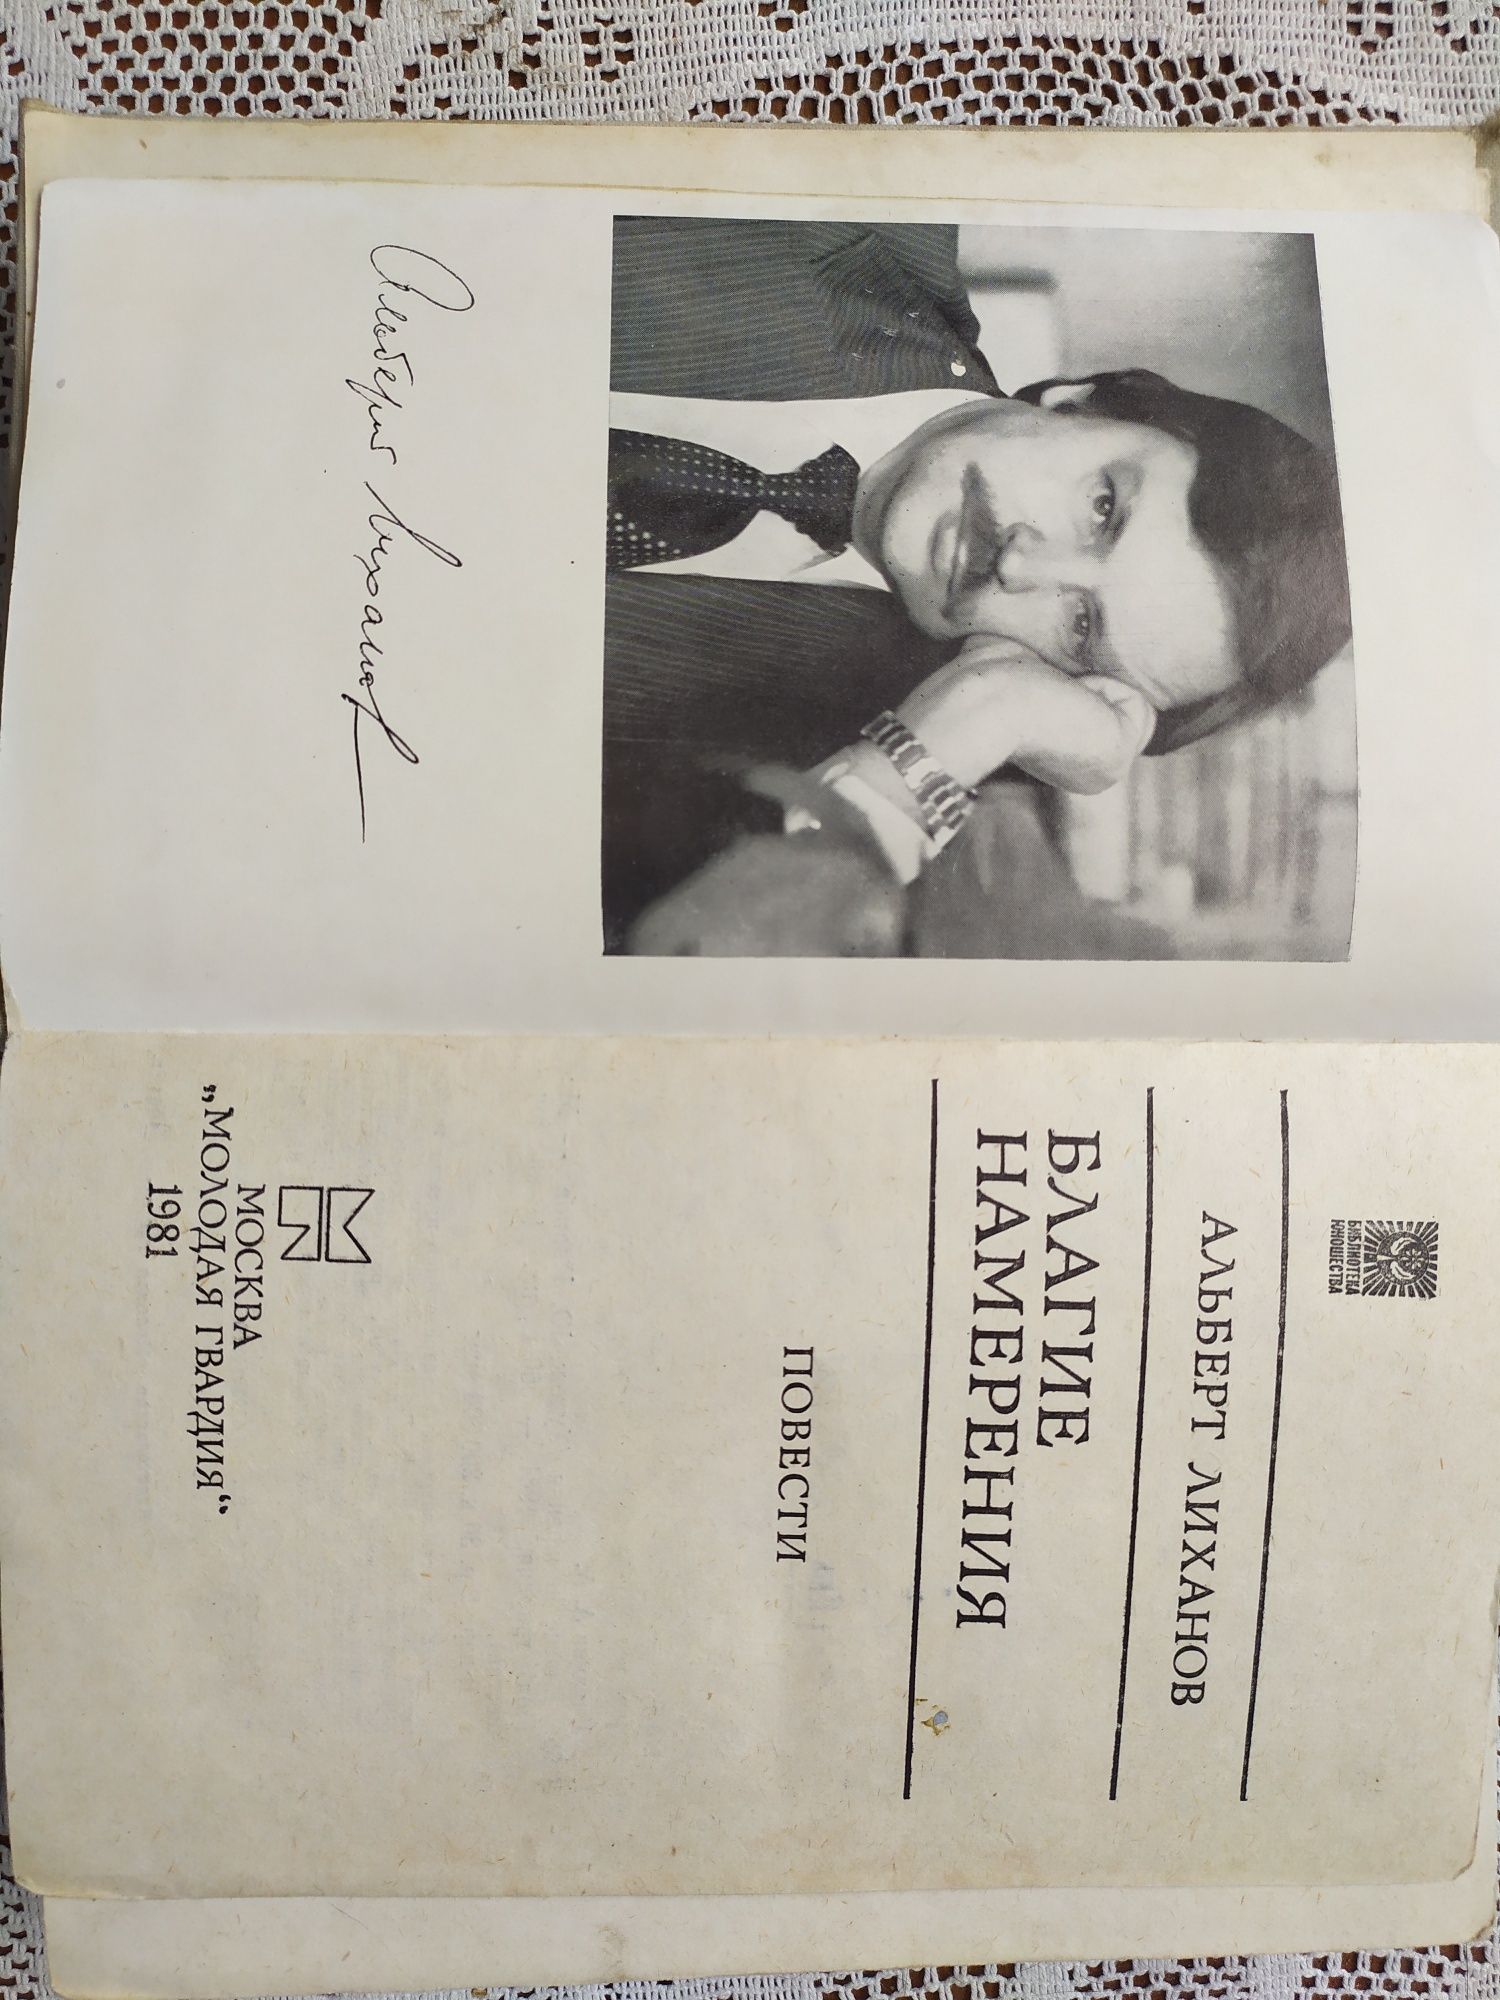 Альберт Лиханов
БИБЛИОТЕКА
ЮНОШЕСТВА
АЛЬБЕРТ ЛИХАНОВ
БЛАГИЕ
НАМЕРЕНИЯ
ПОВЕСТИ
МОСКВА
„МОЛОДАЯ ГВАРДИЯ“
1981